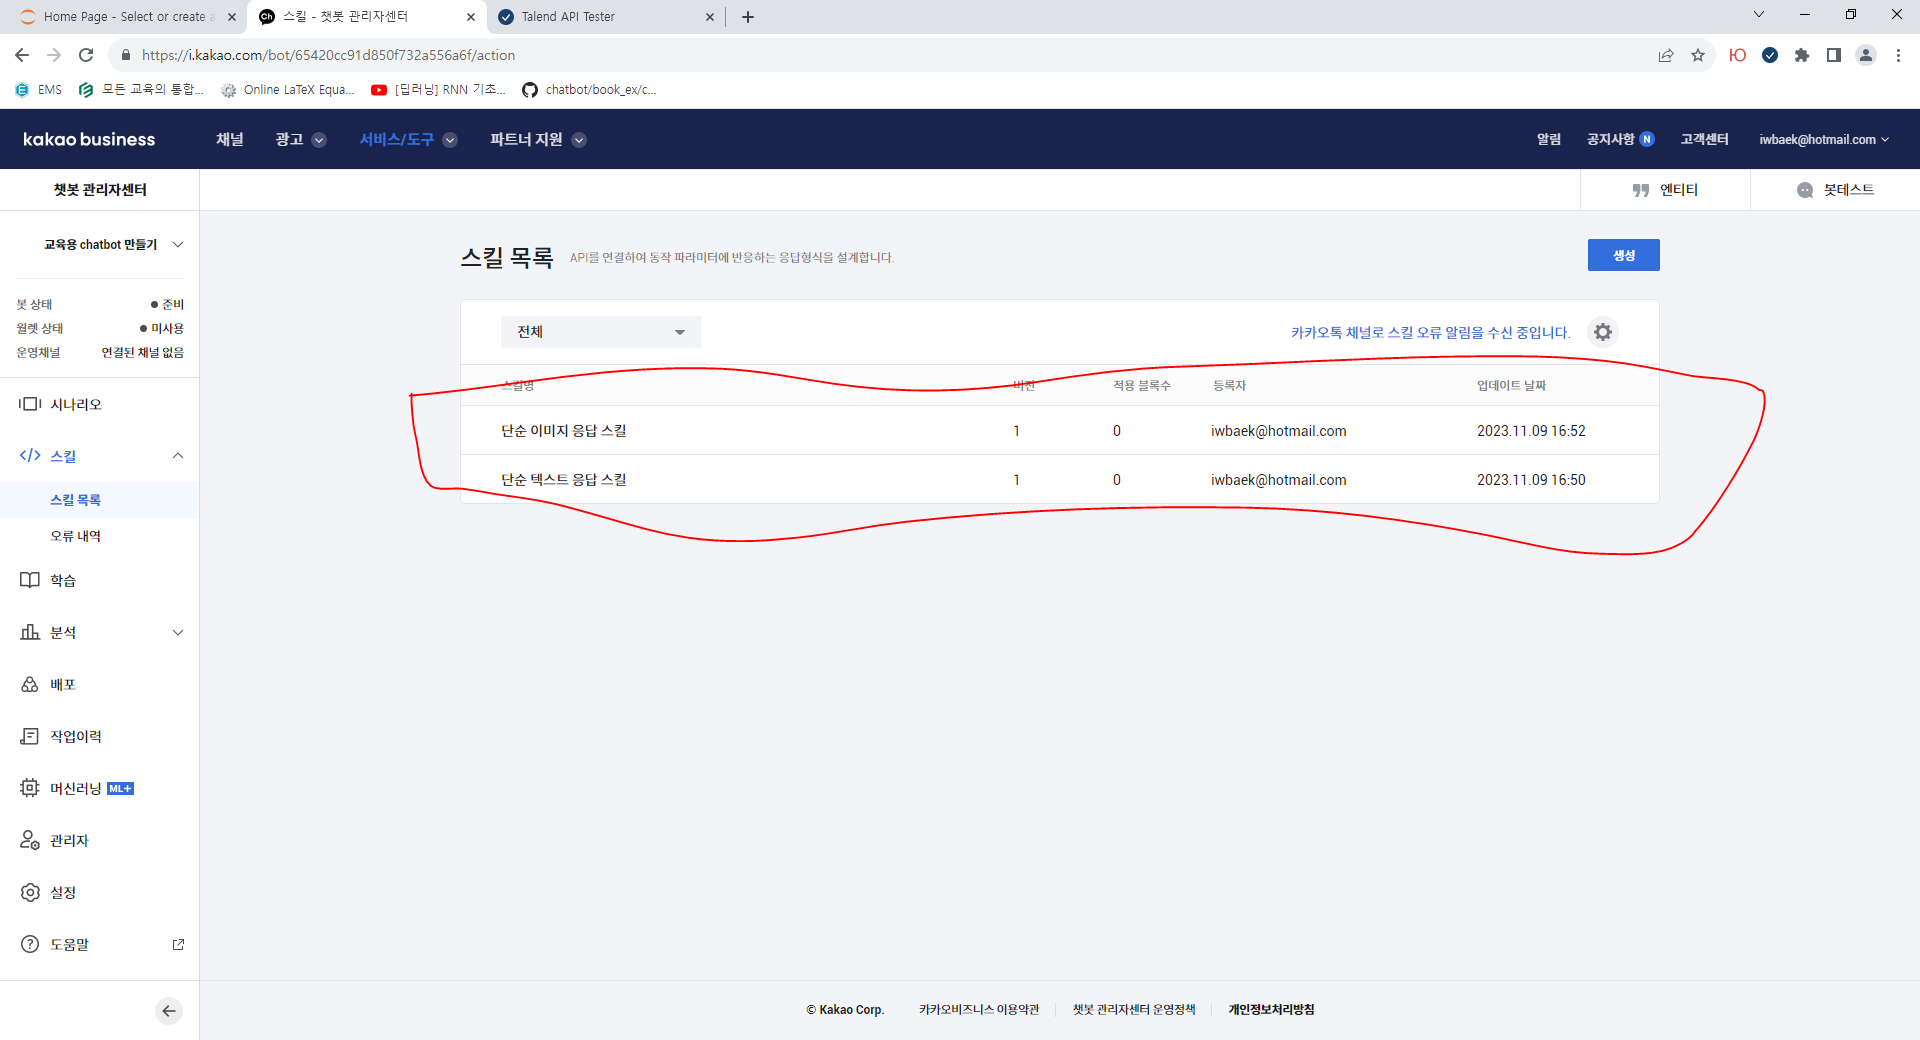 Home Page - Select or create a
스킬 - 챗봇 관리자센터
Talend API Tester
https://i.kakao.com/bot/65420cc91d850f732a556a6f/action
EMS
모든 교육의 통합...
Online LaTeX Equa...
[딥러닝] RNN 기초...
chatbot/book_ex/c...
kakao business
채널
광고
서비스/도구
파트너 지원
알림
공지사항 N
고객센터
iwbaek@hotmail.com
챗봇 관리자센터
엔티티
봇테스트
교육용 chatbot 만들기
봇 상태 준비
월렛 상태 미사용
운영채널 연결된 채널 없음
시나리오
스킬
스킬 목록
오류 내역
학습
분석
배포
작업이력
머신러닝 ML+
관리자
설정
도움말
스킬 목록 API를 연결하여 동작 파라미터에 반응하는 응답형식을 설계합니다.
생성
전체
카카오톡 채널로 스킬 오류 알림을 수신 중입니다.
스킬명 버전 적용 블록수 등록자 업데이트 날짜
단순 이미지 응답 스킬 1 0 iwbaek@hotmail.com 2023.11.09 16:52
단순 텍스트 응답 스킬 1 0 iwbaek@hotmail.com 2023.11.09 16:50
© Kakao Corp. 카카오비즈니스 이용약관 챗봇 관리자센터 운영정책 개인정보처리방침